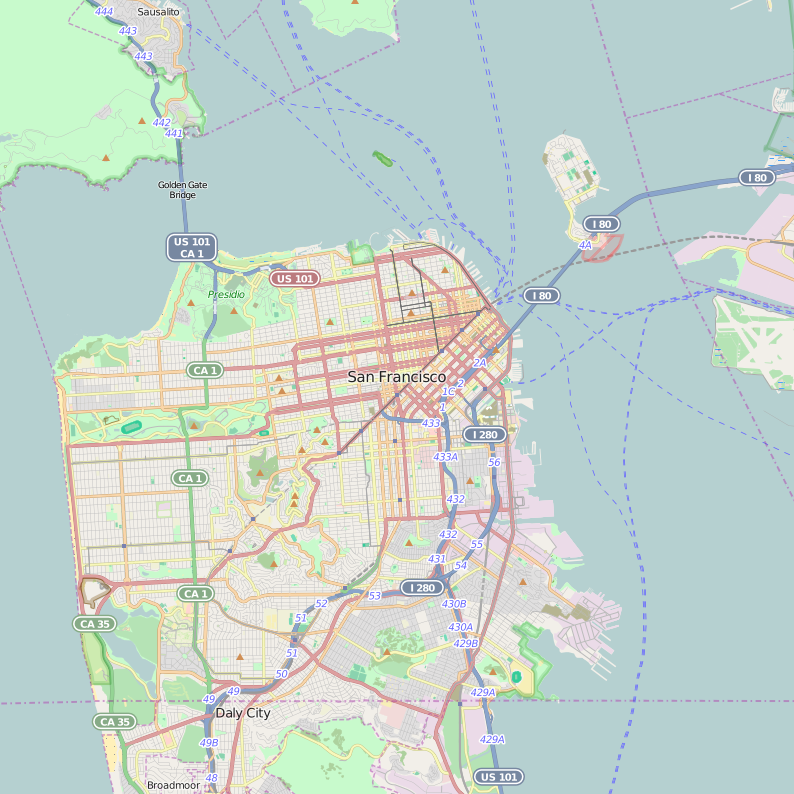 Sausalito
444
443
443
442
441
Golden Gate
Bridge
I 80
I 80
4A
US 101
CA 1
US 101
Presidio
I 80
CA 1
2A
San Francisco
2
1C
1
433
I 280
433A
56
CA 1
432
432
55
431
54
I 280
53
CA 1
52
430B
51
CA 35
430A
429B
51
50
49
49
429A
Daly City
CA 35
49B
429A
48
US 101
Broadmoor